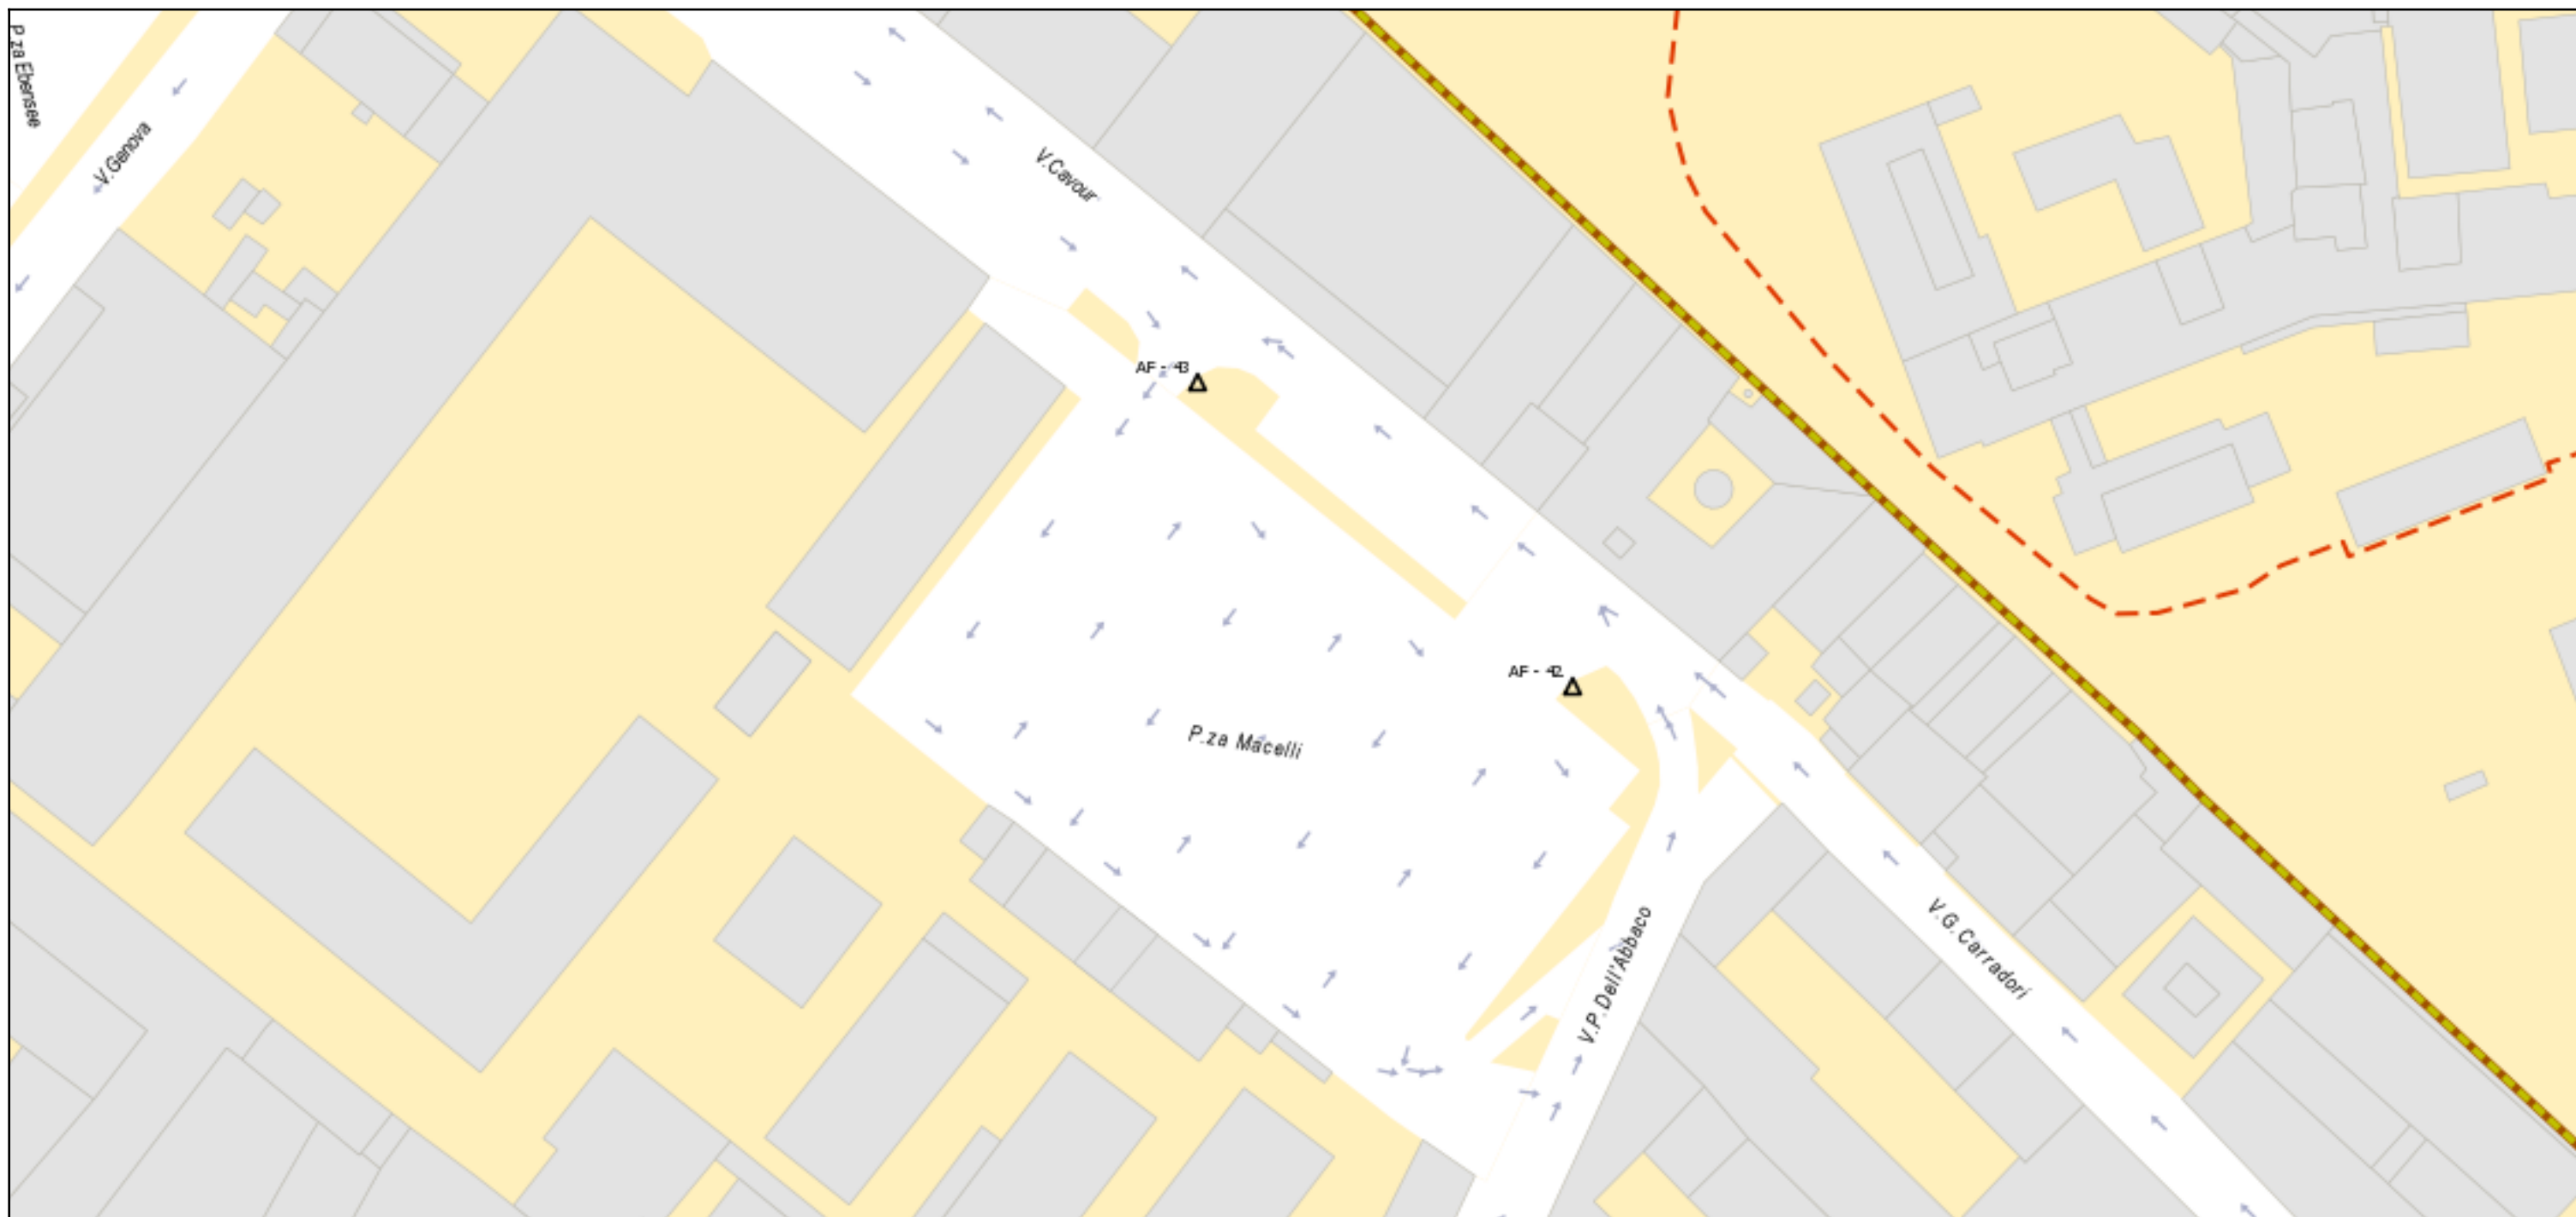 P.za Ebensee
V.Genova
V.Cavour
AF - 43
AF - 42
P.za Macelli
V.P.Dell'Abbaco
V.G.Carradori